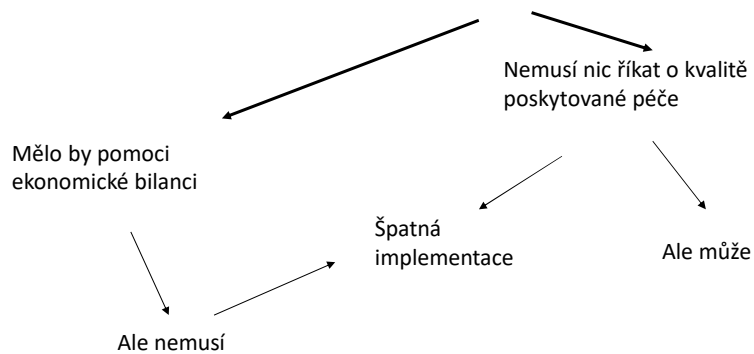 Nemusí nic říkat o kvalitě
poskytované péče
Mělo by pomoci
ekonomické bilanci
Špatná
implementace
Ale může
Ale nemusí